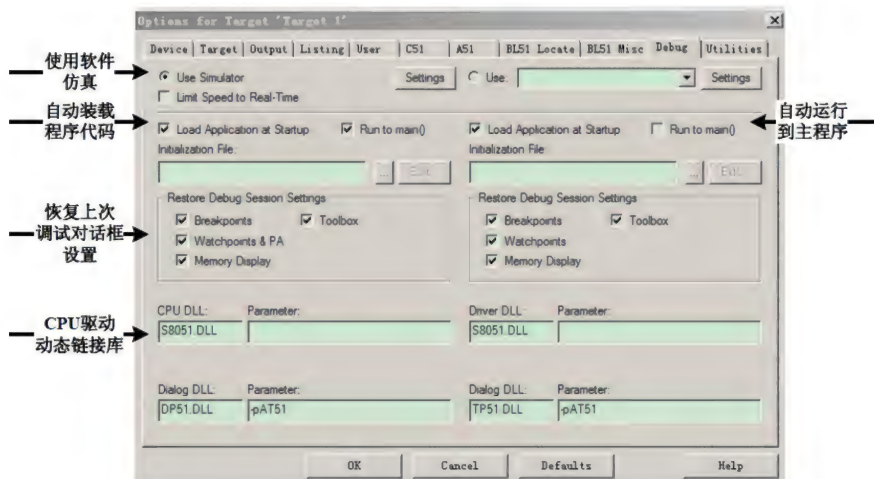 Options for Target 'Target 1'
Device Target Output Listing User C51 A51 BL51 Locate BL51 Misc Debug Utilities
使用软件
仿真
Use Simulator Settings Use: Settings
Limit Speed to Real-Time
自动装载
程序代码
Load Application at Startup Run to main() Load Application at Startup Run to main()
自动运行
到主程序
Initialization File: Initialization File:
... Edit... ... Edit...
恢复上次
调试对话框
设置
Restore Debug Session Settings Restore Debug Session Settings
Breakpoints Toolbox Breakpoints Toolbox
Watchpoints & PA Watchpoints
Memory Display Memory Display
CPU驱动
动态链接库
CPU DLL: Parameter: Driver DLL: Parameter:
S8051.DLL S8051.DLL
Dialog DLL: Parameter: Dialog DLL: Parameter:
DP51.DLL -pAT51 TP51.DLL -pAT51
OK Cancel Defaults Help